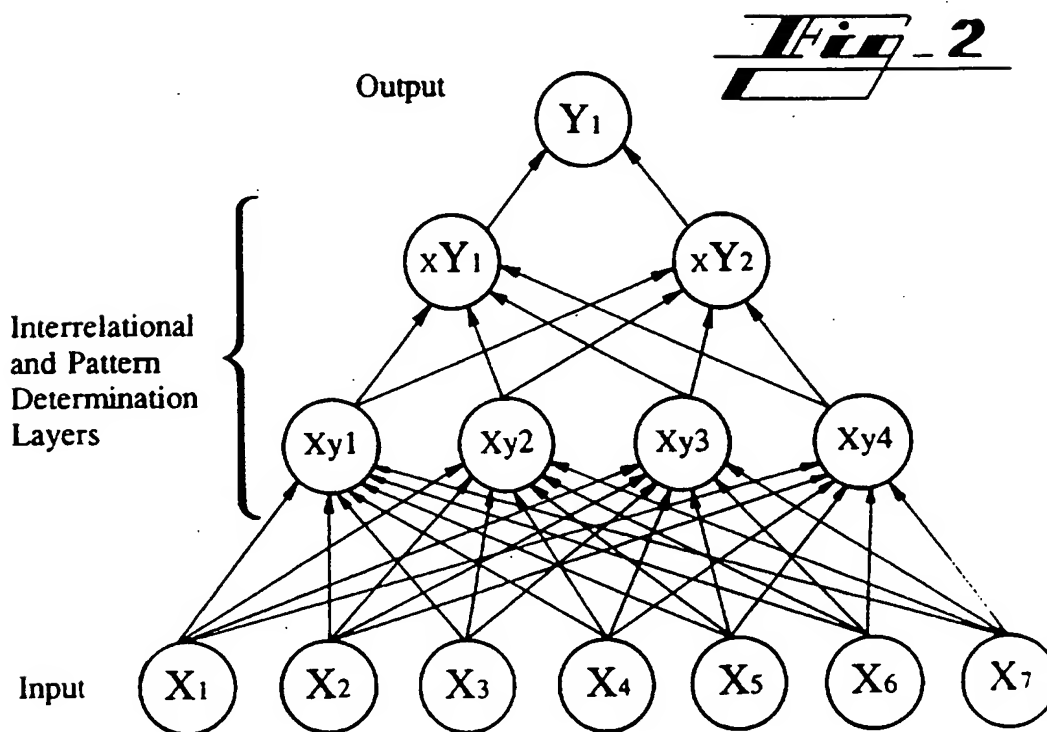 Fig_2
Output
Y1
xY1 xY2
Interrelational
and Pattern
Determination
Layers
Xy1 Xy2 Xy3 Xy4
Input X1 X2 X3 X4 X5 X6 X7